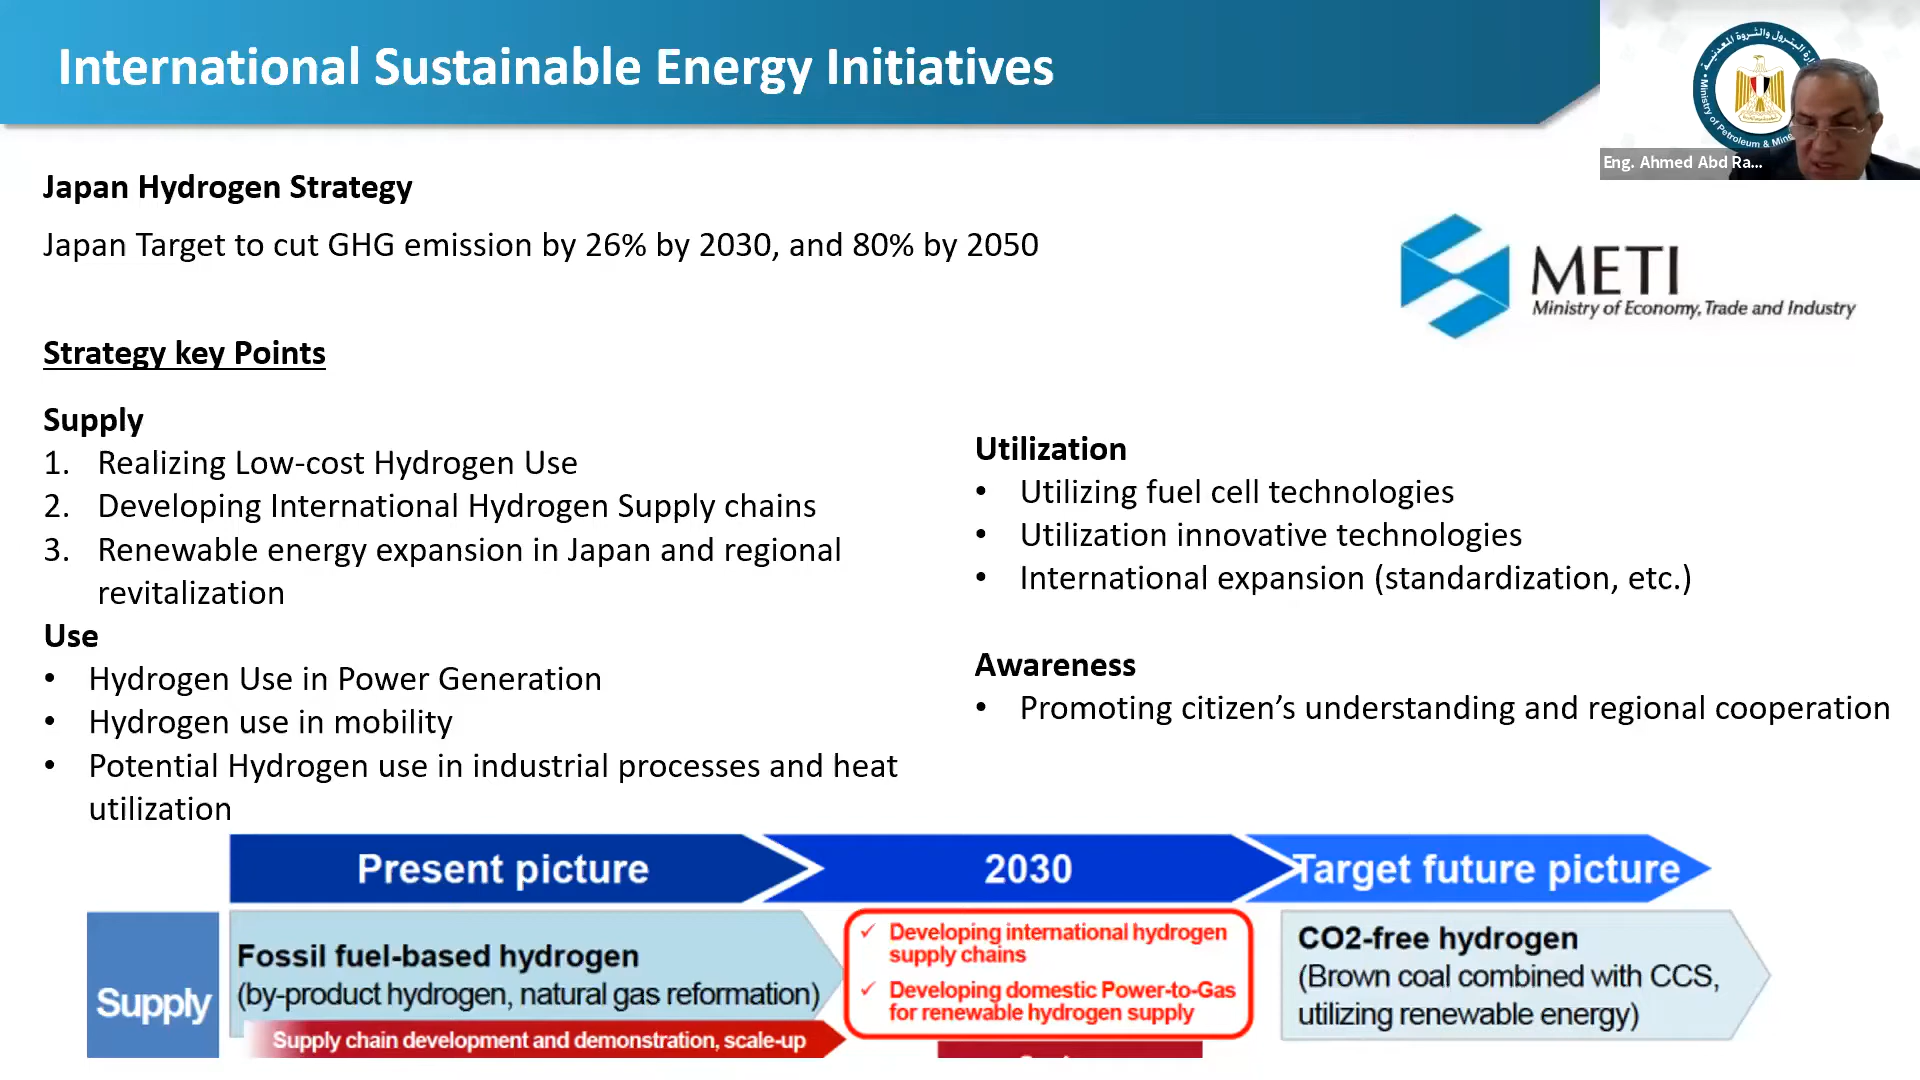 International Sustainable Energy Initiatives
Ministry of Petroleum & Mine
Eng. Ahmed Abd Ra...
Japan Hydrogen Strategy
Japan Target to cut GHG emission by 26% by 2030, and 80% by 2050
METI
Ministry of Economy, Trade and Industry
Strategy key Points
Supply
1. Realizing Low-cost Hydrogen Use
2. Developing International Hydrogen Supply chains
3. Renewable energy expansion in Japan and regional
revitalization
Use
• Hydrogen Use in Power Generation
• Hydrogen use in mobility
• Potential Hydrogen use in industrial processes and heat
utilization
Utilization
• Utilizing fuel cell technologies
• Utilization innovative technologies
• International expansion (standardization, etc.)
Awareness
• Promoting citizen’s understanding and regional cooperation
Present picture
2030
Target future picture
Supply
Fossil fuel-based hydrogen
(by-product hydrogen, natural gas reformation)
Supply chain development and demonstration, scale-up
✓ Developing international hydrogen
supply chains
✓ Developing domestic Power-to-Gas
for renewable hydrogen supply
CO2-free hydrogen
(Brown coal combined with CCS,
utilizing renewable energy)